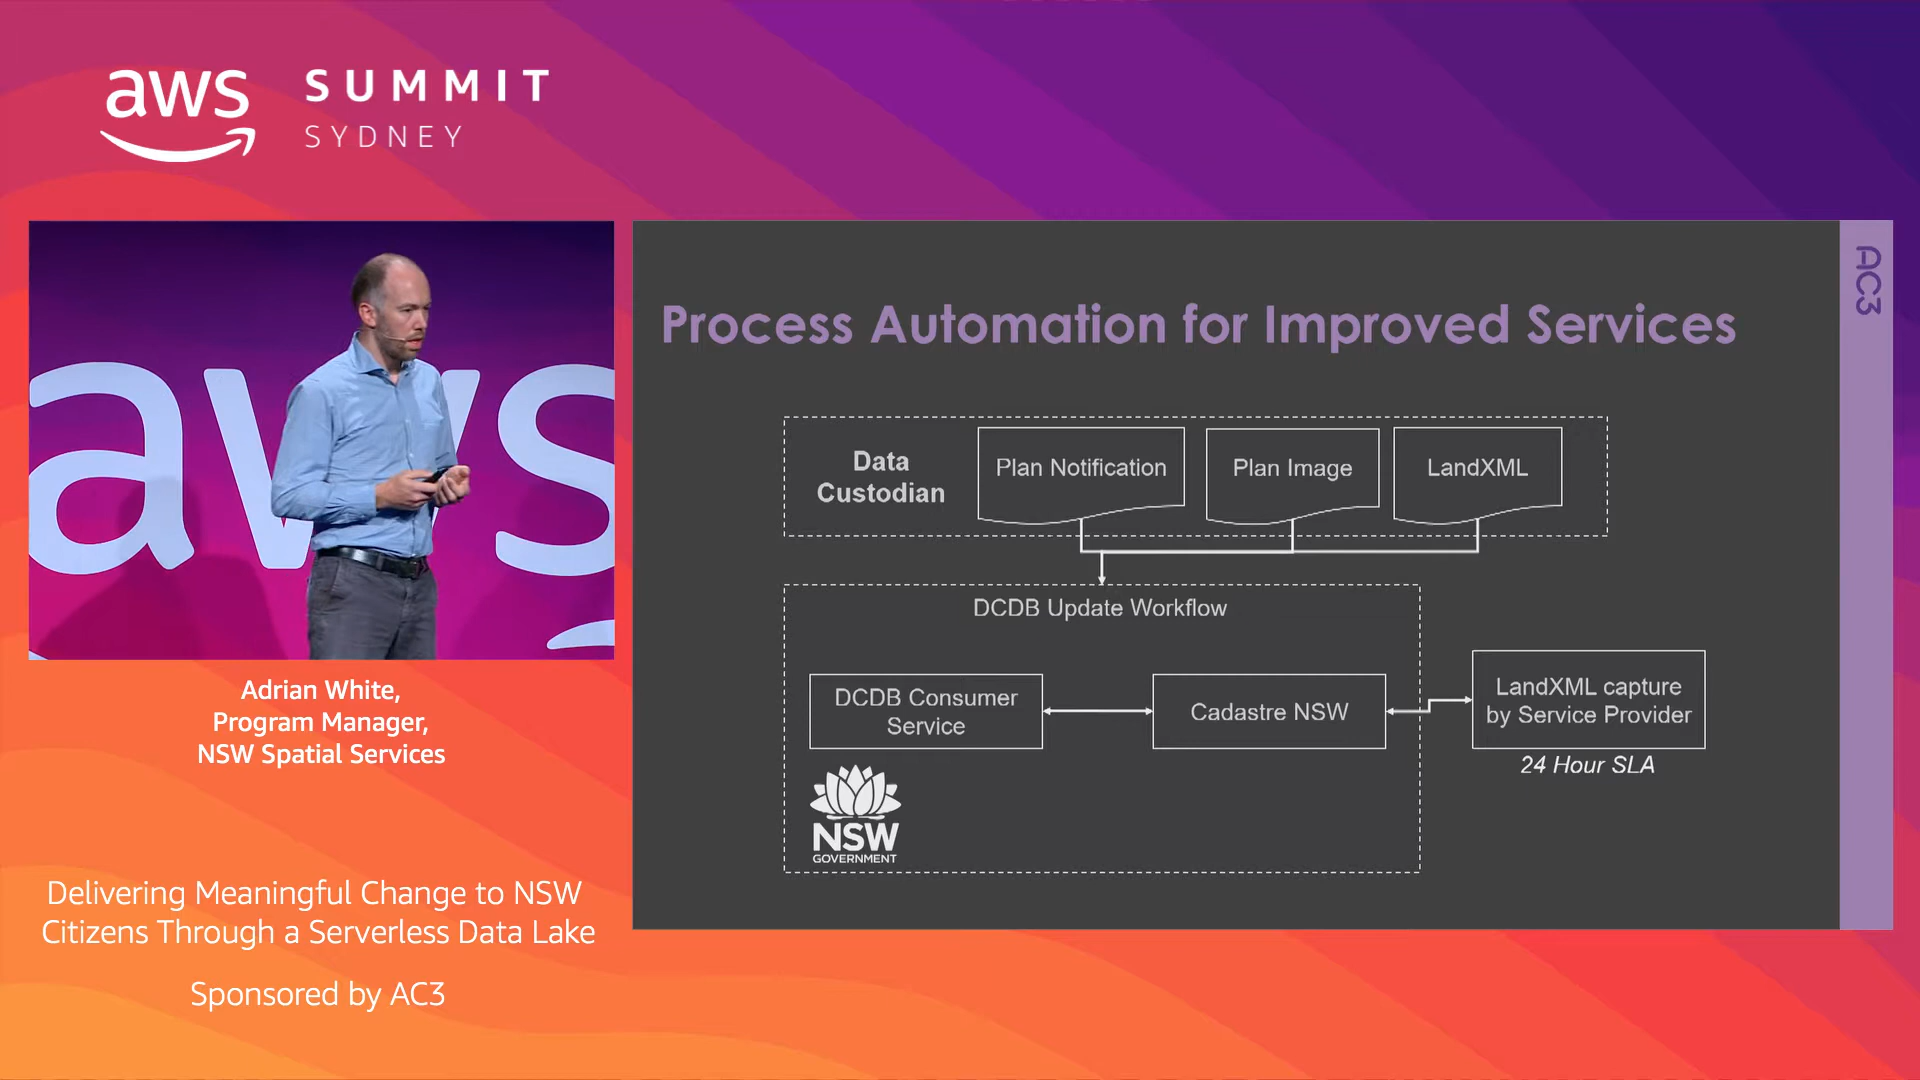 aws SUMMIT
SYDNEY
aws
Adrian White,
Program Manager,
NSW Spatial Services
Delivering Meaningful Change to NSW
Citizens Through a Serverless Data Lake
Sponsored by AC3
AC3
Process Automation for Improved Services
Data
Custodian
Plan Notification
Plan Image
LandXML
DCDB Update Workflow
DCDB Consumer
Service
Cadastre NSW
LandXML capture
by Service Provider
24 Hour SLA
NSW
GOVERNMENT